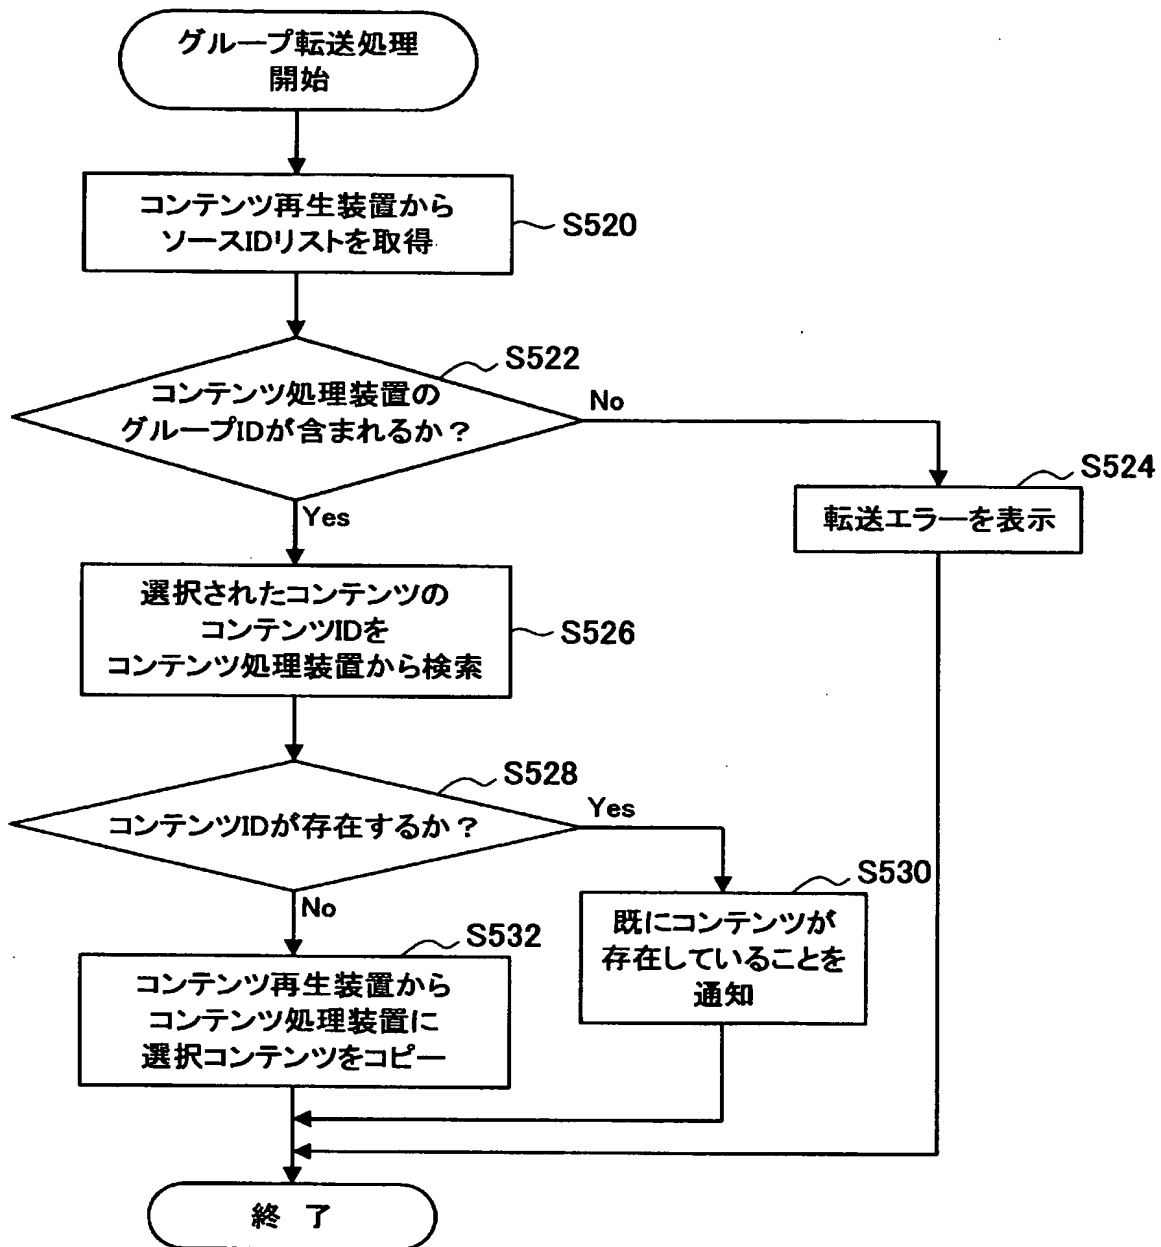 グループ転送処理
開始
コンテンツ再生装置から
ソースIDリストを取得
S520
S522
コンテンツ処理装置の
グループIDが含まれるか？
No
Yes
S524
転送エラーを表示
選択されたコンテンツの
コンテンツIDを
コンテンツ処理装置から検索
S526
S528
コンテンツIDが存在するか？
Yes
No
S530
既にコンテンツが
存在していることを
通知
S532
コンテンツ再生装置から
コンテンツ処理装置に
選択コンテンツをコピー
終 了